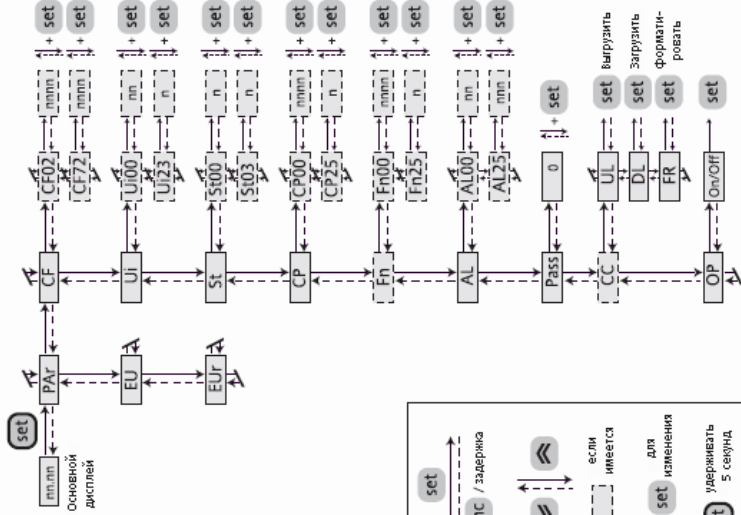 set
nn.nn PAr CF CF02 nnnn + set
Основной
дисплей
CF72 nnnn + set
EU Ui Ui00 nn + set
Ui23 n + set
EUr St St00 n + set
St03 n + set
CP CP00 nnnn + set
CP25 n + set
Fn Fn00 nnnn + set
Fn25 n + set
AL AL00 nn + set
AL25 nnn + set
Pass 0 + set
CC UL set Выгрузить
DL set Загрузить
FR set Формати-
ровать
OP On/Off set
set
nc / задержка
если
имеется
set для
изменения
удерживать
5 секунд